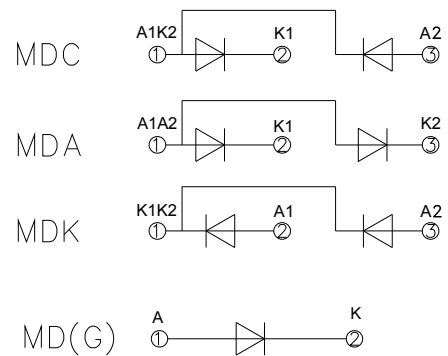 A1K2 K1 A2
MDC ① ② ③
A1A2 K1 K2
MDA ① ② ③
K1K2 A1 A2
MDK ① ② ③
A K
MD(G) ① ②